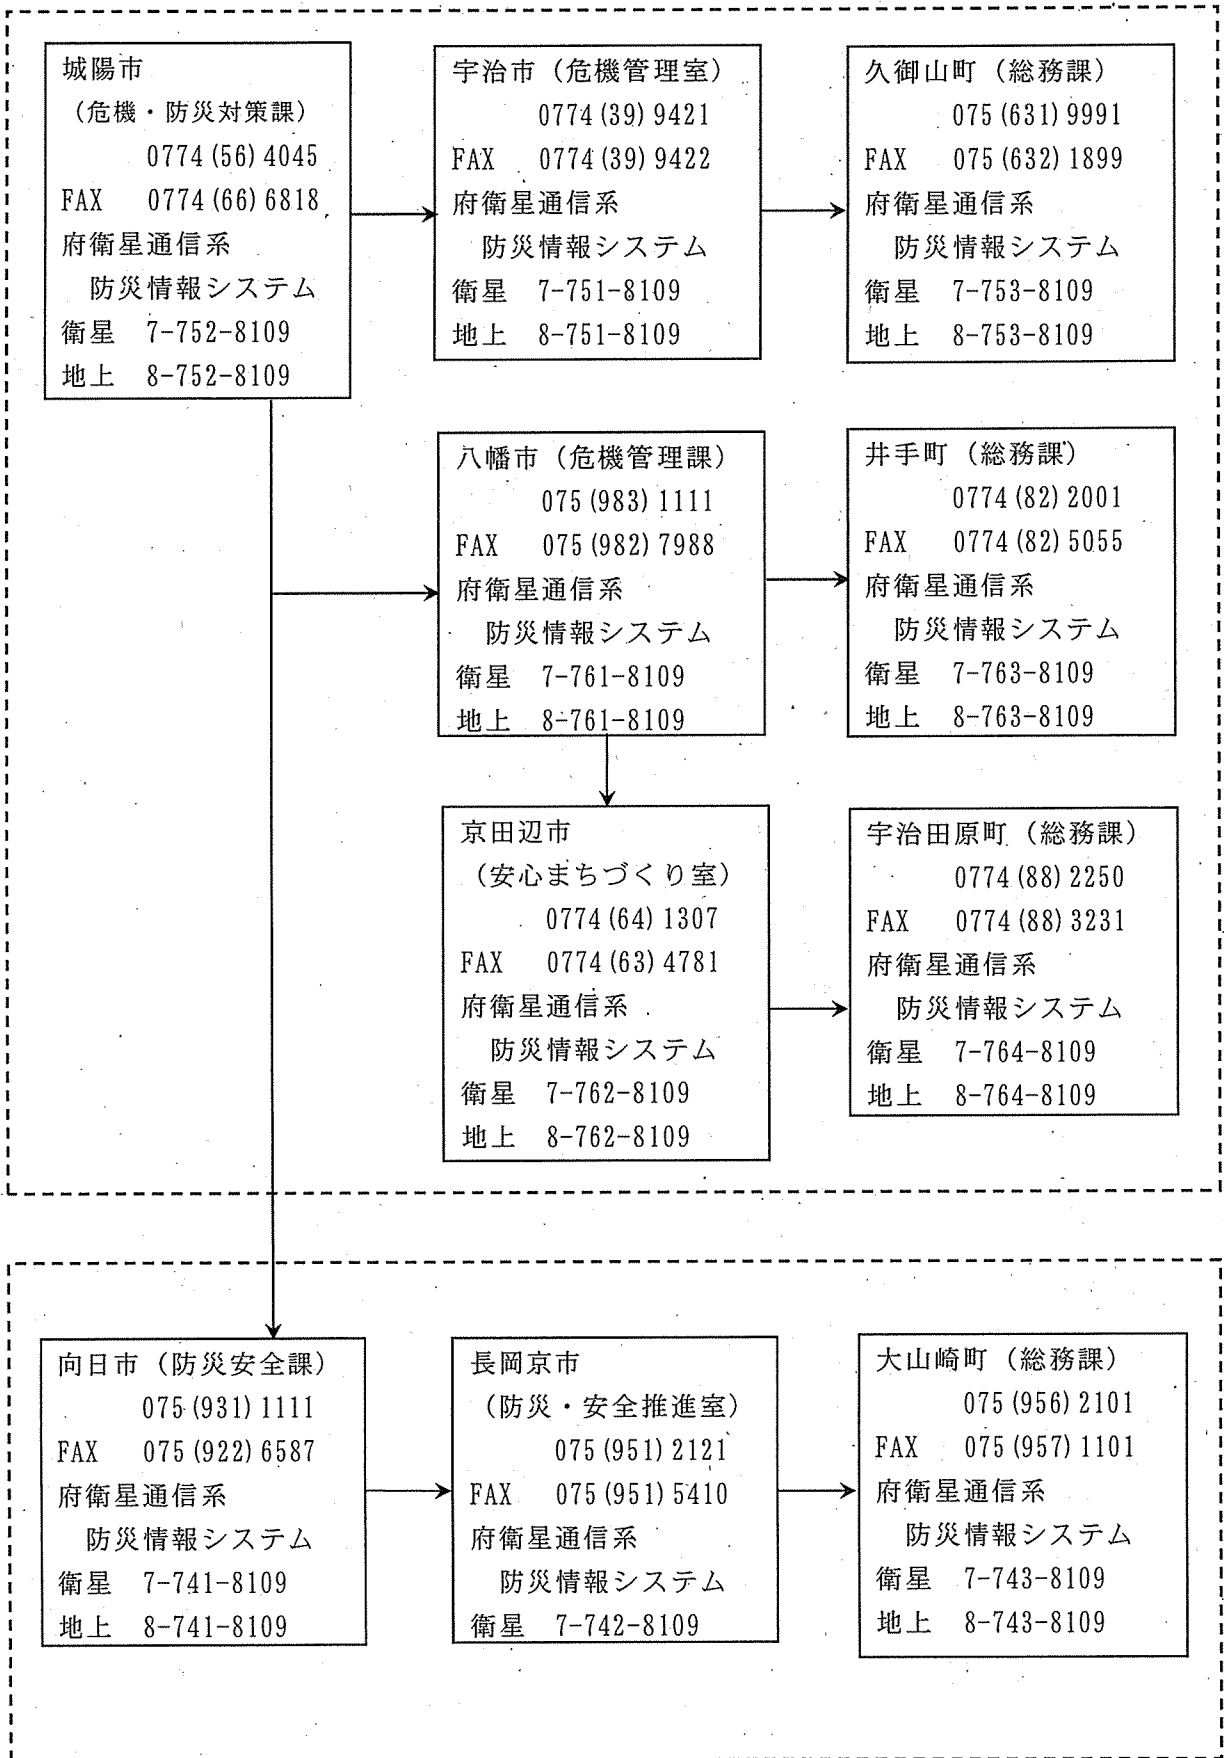 城陽市
（危機・防災対策課）
0774(56)4045
FAX 0774(66)6818
府衛星通信系
防災情報システム
衛星 7-752-8109
地上 8-752-8109
宇治市（危機管理室）
0774(39)9421
FAX 0774(39)9422
府衛星通信系
防災情報システム
衛星 7-751-8109
地上 8-751-8109
久御山町（総務課）
075(631)9991
FAX 075(632)1899
府衛星通信系
防災情報システム
衛星 7-753-8109
地上 8-753-8109
八幡市（危機管理課）
075(983)1111
FAX 075(982)7988
府衛星通信系
防災情報システム
衛星 7-761-8109
地上 8-761-8109
井手町（総務課）
0774(82)2001
FAX 0774(82)5055
府衛星通信系
防災情報システム
衛星 7-763-8109
地上 8-763-8109
京田辺市
（安心まちづくり室）
0774(64)1307
FAX 0774(63)4781
府衛星通信系
防災情報システム
衛星 7-762-8109
地上 8-762-8109
宇治田原町（総務課）
0774(88)2250
FAX 0774(88)3231
府衛星通信系
防災情報システム
衛星 7-764-8109
地上 8-764-8109
向日市（防災安全課）
075(931)1111
FAX 075(922)6587
府衛星通信系
防災情報システム
衛星 7-741-8109
地上 8-741-8109
長岡京市
（防災・安全推進室）
075(951)2121
FAX 075(951)5410
府衛星通信系
防災情報システム
衛星 7-742-8109
大山崎町（総務課）
075(956)2101
FAX 075(957)1101
府衛星通信系
防災情報システム
衛星 7-743-8109
地上 8-743-8109